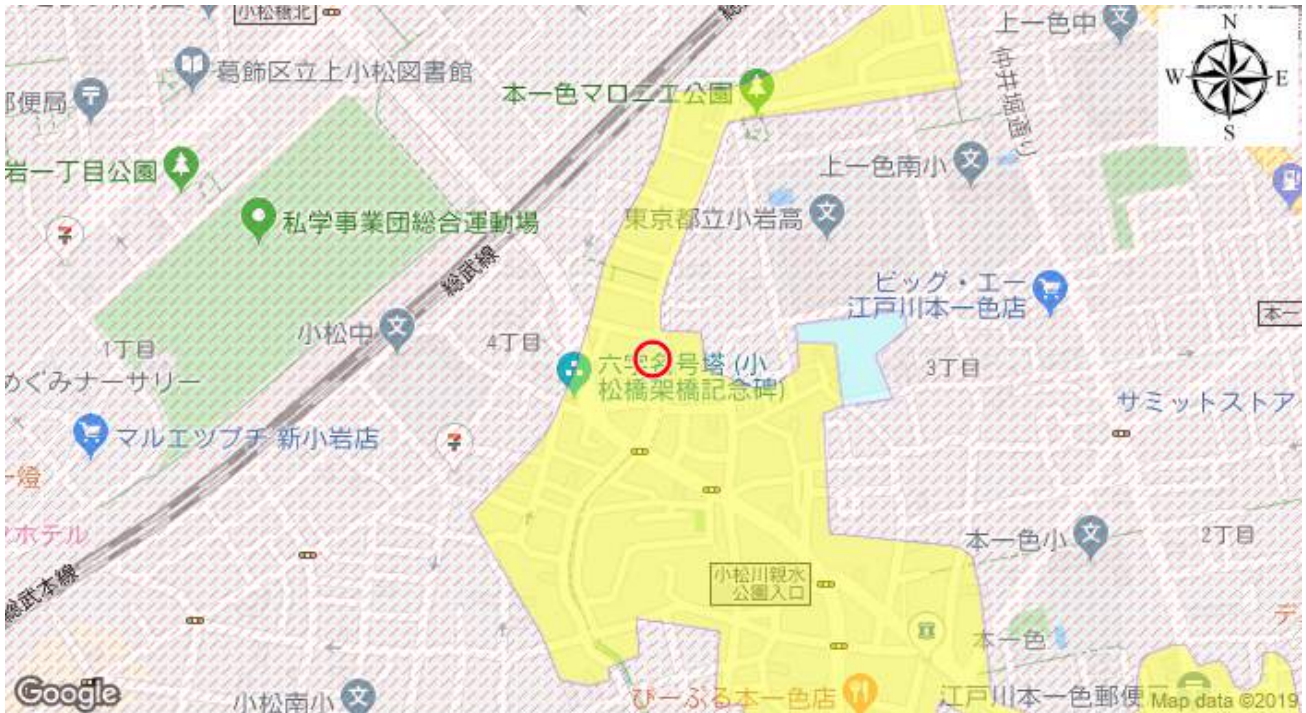 小松橋北
上一色中
N
W
E
S
葛飾区立上小松図書館
郵便局
本一色マロニエ公園
仲井堀通り
岩一丁目公園
上一色南小
私学事業団総合運動場
東京都立小岩高
総武線
ビッグ・エー
江戸川本一色店
小松中
本一
1丁目
4丁目
六字名号塔 (小
松橋架橋記念碑)
3丁目
めぐみナーサリー
サミットストア
マルエツプチ 新小岩店
一燈
ホテル
本一色小
2丁目
総武本線
小松川親水
公園入口
本一色
デ
Google
小松南小
びーぷる本一色店
江戸川本一色郵便
Map data ©2019